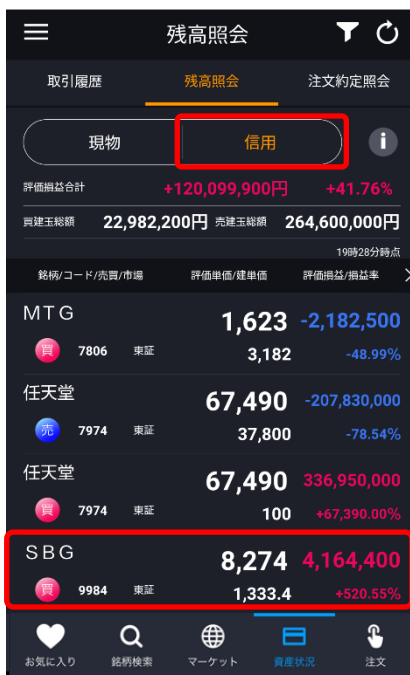 残高照会
取引履歴 残高照会 注文約定照会
現物 信用 i
評価損益合計 +120,099,900円 +41.76%
買建玉総額 22,982,200円 売建玉総額 264,600,000円
19時28分時点
銘柄/コード/売買/市場 評価単価/建単価 評価損益/損益率
MTG 1,623 -2,182,500
買 7806 東証 3,182 -48.99%
任天堂 67,490 -207,830,000
売 7974 東証 37,800 -78.54%
任天堂 67,490 336,950,000
買 7974 東証 100 +67,390.00%
SBG 8,274 4,164,400
買 9984 東証 1,333.4 +520.55%
お気に入り 銘柄検索 マーケット 資産状況 注文